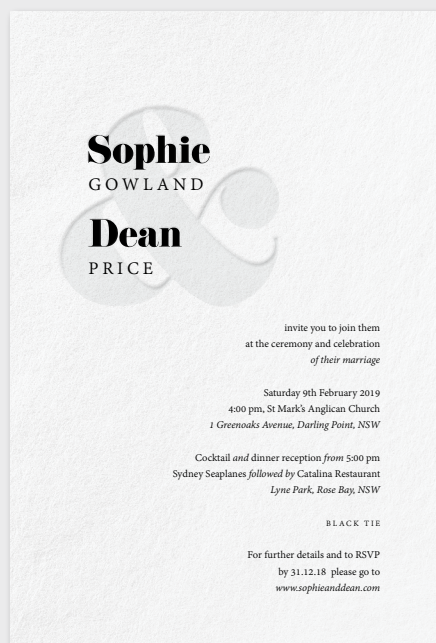 &
Sophie
GOWLAND
Dean
PRICE
invite you to join them
at the ceremony and celebration
of their marriage
Saturday 9th February 2019
4:00 pm, St Mark's Anglican Church
1 Greenoaks Avenue, Darling Point, NSW
Cocktail and dinner reception from 5:00 pm
Sydney Seaplanes followed by Catalina Restaurant
Lyne Park, Rose Bay, NSW
BLACK TIE
For further details and to RSVP
by 31.12.18 please go to
www.sophieanddean.com